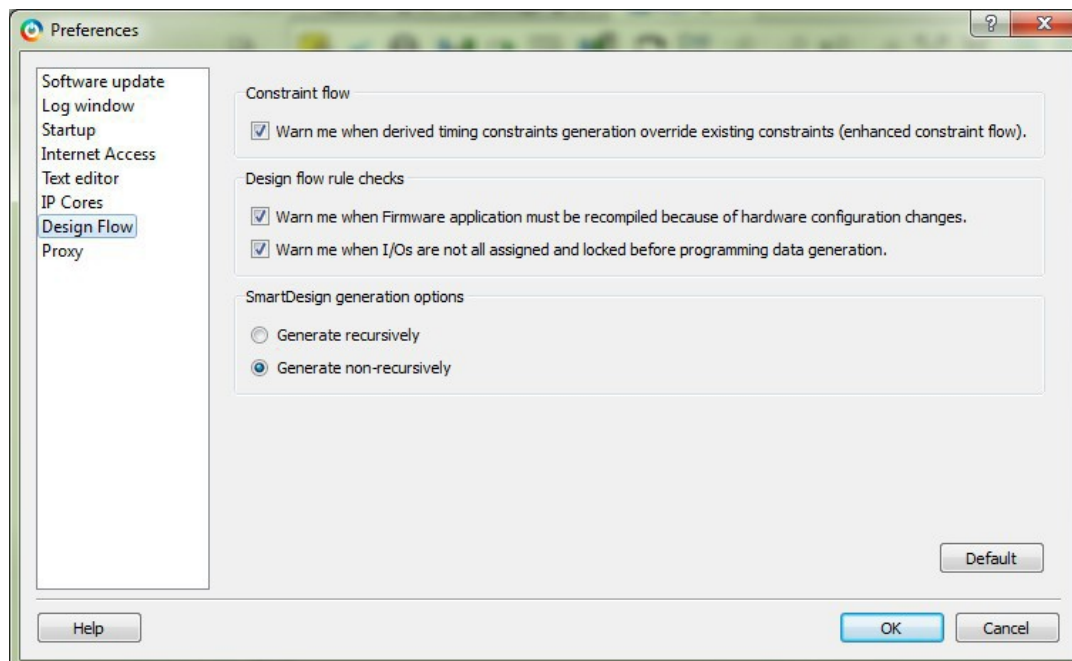 Preferences
Software update
Log window
Startup
Internet Access
Text editor
IP Cores
Design Flow
Proxy
Constraint flow
Warn me when derived timing constraints generation override existing constraints (enhanced constraint flow).
Design flow rule checks
Warn me when Firmware application must be recompiled because of hardware configuration changes.
Warn me when I/Os are not all assigned and locked before programming data generation.
SmartDesign generation options
Generate recursively
Generate non-recursively
Default
Help
OK
Cancel